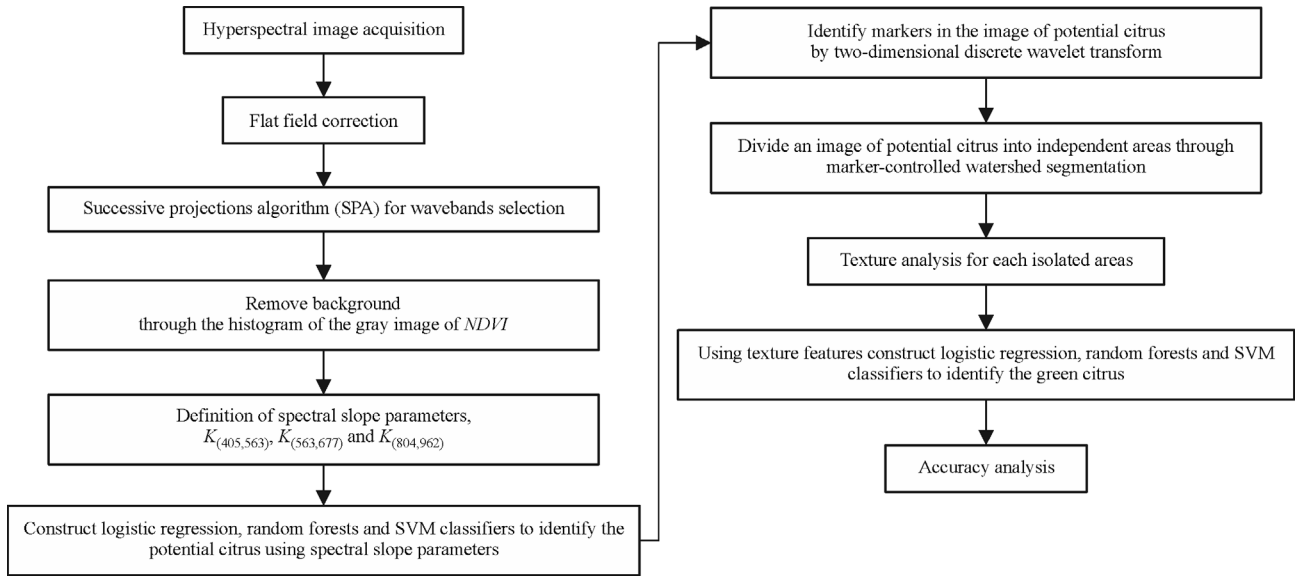 Hyperspectral image acquisition
Flat field correction
Successive projections algorithm (SPA) for wavebands selection
Remove background
through the histogram of the gray image of NDVI
Definition of spectral slope parameters,
K(405,563), K(563,677) and K(804,962)
Construct logistic regression, random forests and SVM classifiers to identify the
potential citrus using spectral slope parameters
Identify markers in the image of potential citrus
by two-dimensional discrete wavelet transform
Divide an image of potential citrus into independent areas through
marker-controlled watershed segmentation
Texture analysis for each isolated areas
Using texture features construct logistic regression, random forests and SVM
classifiers to identify the green citrus
Accuracy analysis